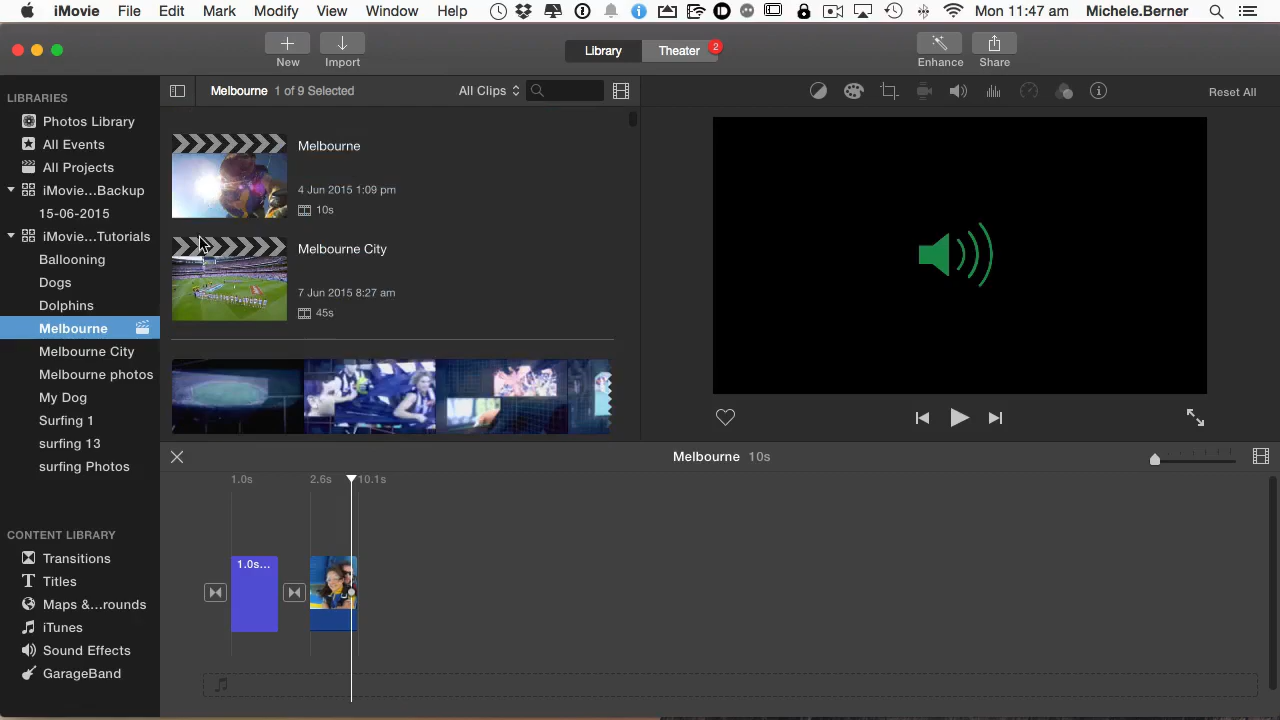 iMovie File Edit Mark Modify View Window Help Mon 11:47 am Michele.Berner
New Import Library Theater 2 Enhance Share
LIBRARIES
Photos Library
All Events
All Projects
iMovie...Backup
15-06-2015
iMovie...Tutorials
Ballooning
Dogs
Dolphins
Melbourne
Melbourne City
Melbourne photos
My Dog
Surfing 1
surfing 13
surfing Photos
CONTENT LIBRARY
Transitions
Titles
Maps &...rounds
iTunes
Sound Effects
GarageBand
Melbourne 1 of 9 Selected All Clips
Reset All
Melbourne
4 Jun 2015 1:09 pm
10s
Melbourne City
7 Jun 2015 8:27 am
45s
Melbourne 10s
1.0s 2.6s 10.1s
1.0s...